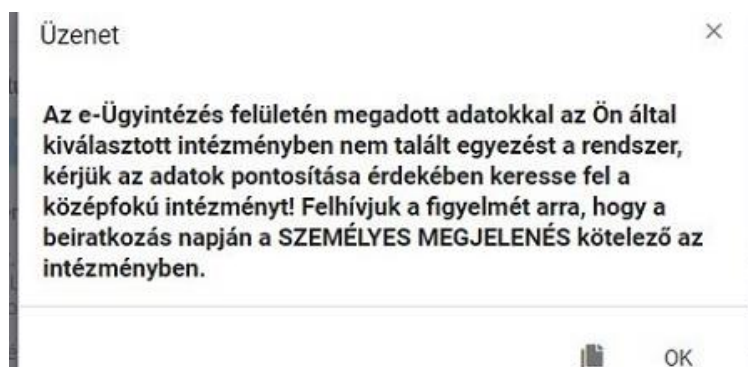 Üzenet
Az e-Ügyintézés felületén megadott adatokkal az Ön által
kiválasztott intézményben nem talált egyezést a rendszer,
kérjük az adatok pontosítása érdekében keresse fel a
középfokú intézményt! Felhívjuk a figyelmét arra, hogy a
beiratkozás napján a SZEMÉLYES MEGJELENÉS kötelező az
intézményben.
OK